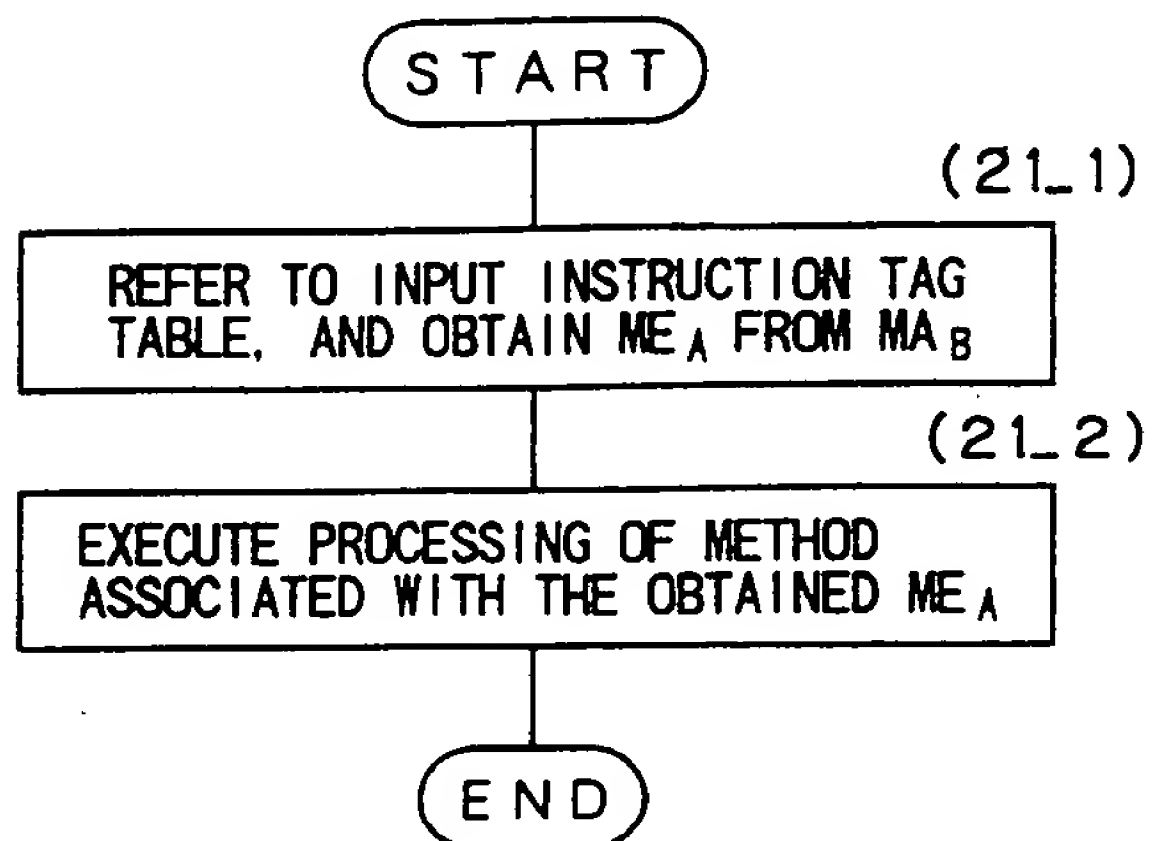 START
(21_1)
REFER TO INPUT INSTRUCTION TAG
TABLE, AND OBTAIN ME A FROM MA B
(21_2)
EXECUTE PROCESSING OF METHOD
ASSOCIATED WITH THE OBTAINED ME A
END